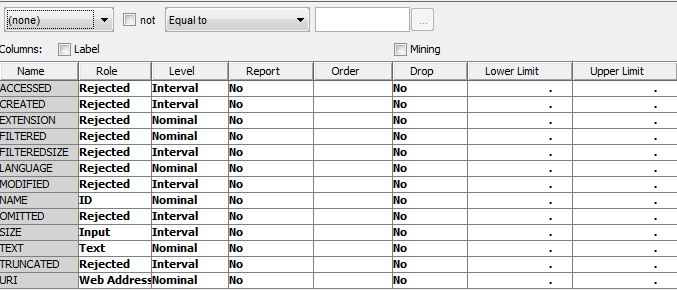 (none) not Equal to ...
Columns: Label Mining
Name Role Level Report Order Drop Lower Limit Upper Limit
ACCESSED Rejected Interval No No . .
CREATED Rejected Interval No No . .
EXTENSION Rejected Nominal No No . .
FILTERED Rejected Nominal No No . .
FILTEREDSIZE Rejected Interval No No . .
LANGUAGE Rejected Nominal No No . .
MODIFIED Rejected Interval No No . .
NAME ID Nominal No No . .
OMITTED Rejected Interval No No . .
SIZE Input Interval No No . .
TEXT Text Nominal No No . .
TRUNCATED Rejected Interval No No . .
URI Web Address Nominal No No . .